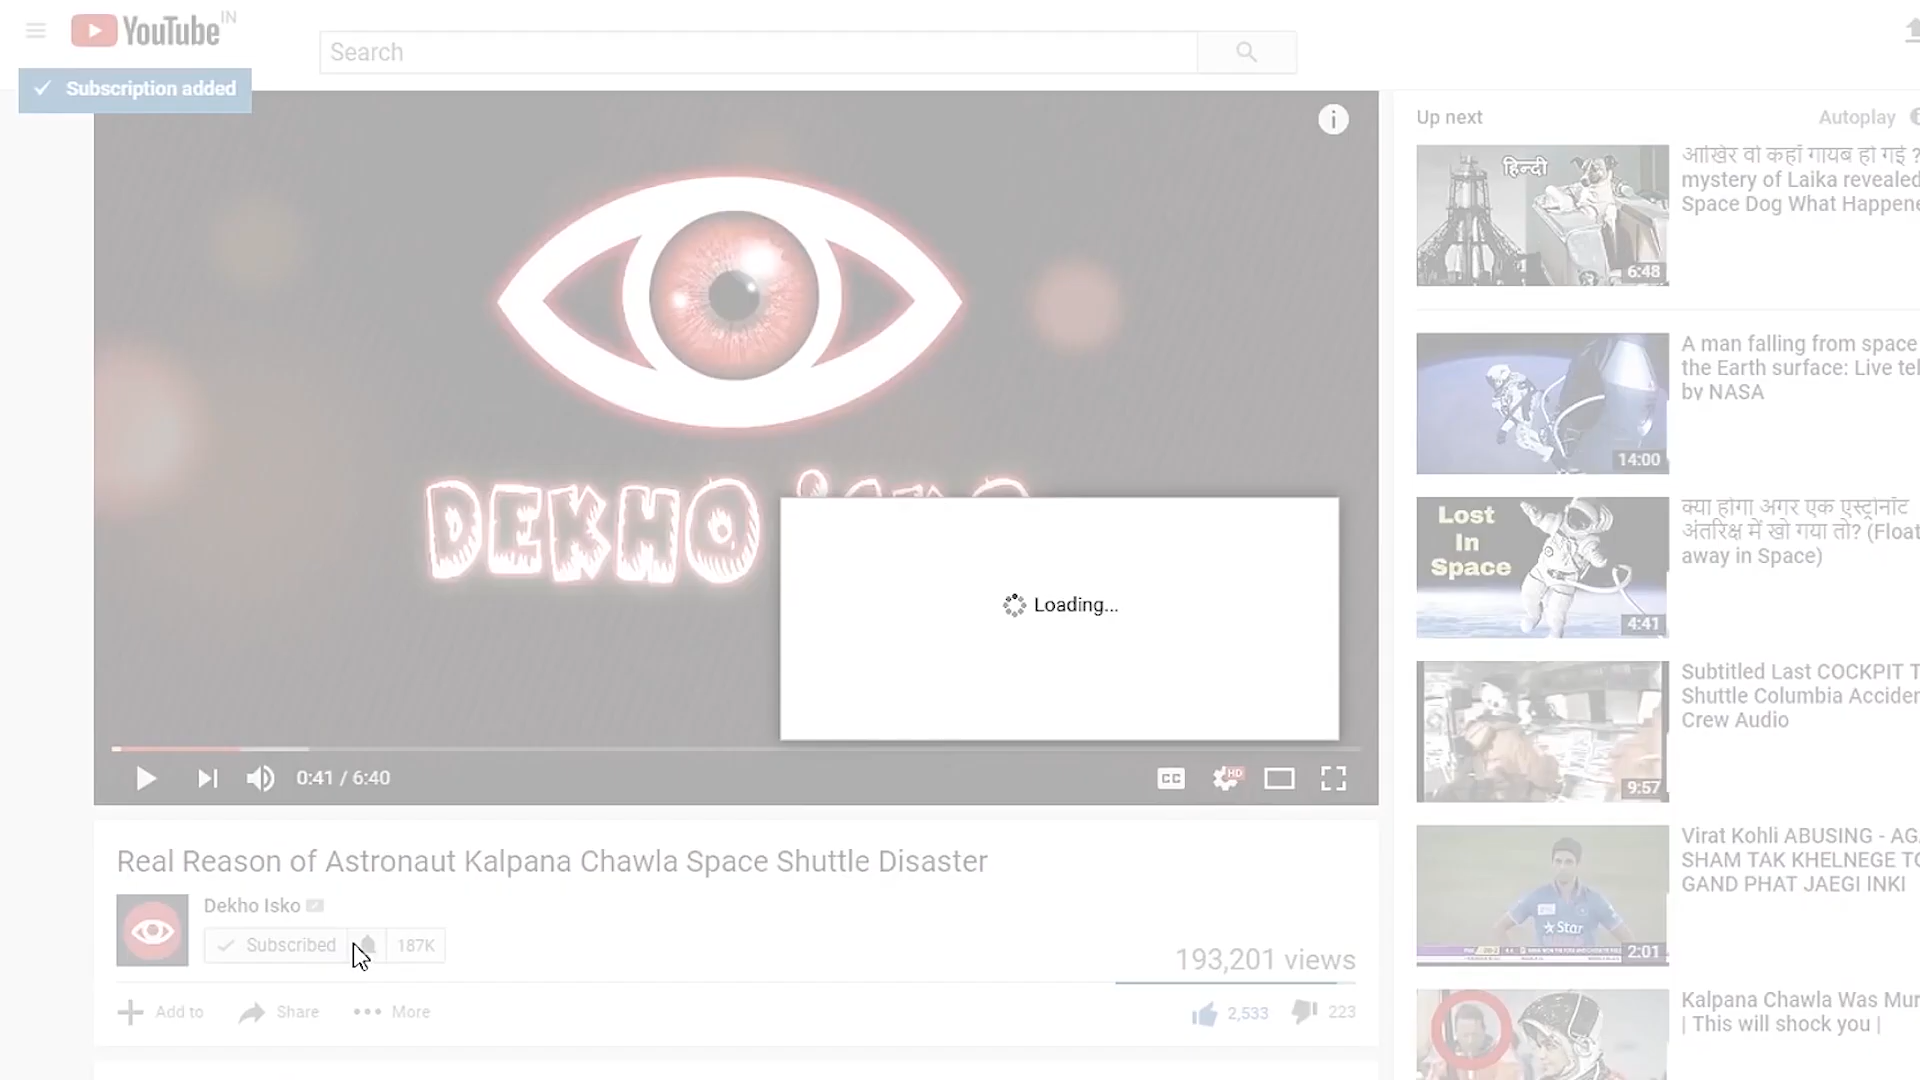 YouTube IN
Search
Subscription added
DEKHO
Loading...
0:41 / 6:40
CC
HD
Real Reason of Astronaut Kalpana Chawla Space Shuttle Disaster
Dekho Isko
Subscribed
187K
193,201 views
Add to
Share
More
2,533
223
Up next
Autoplay
हिन्दी
6:48
आखिर वो कहाँ गायब हो गई ?
mystery of Laika revealed
Space Dog What Happene
14:00
A man falling from space
the Earth surface: Live tel
by NASA
Lost
In
Space
4:41
क्या होगा अगर एक एस्ट्रोनॉट
अंतरिक्ष में खो गया तो? (Float
away in Space)
9:57
Subtitled Last COCKPIT T
Shuttle Columbia Acciden
Crew Audio
Star
2:01
Virat Kohli ABUSING - AGA
SHAM TAK KHELNEGE TO
GAND PHAT JAEGI INKI
Kalpana Chawla Was Mur
| This will shock you |